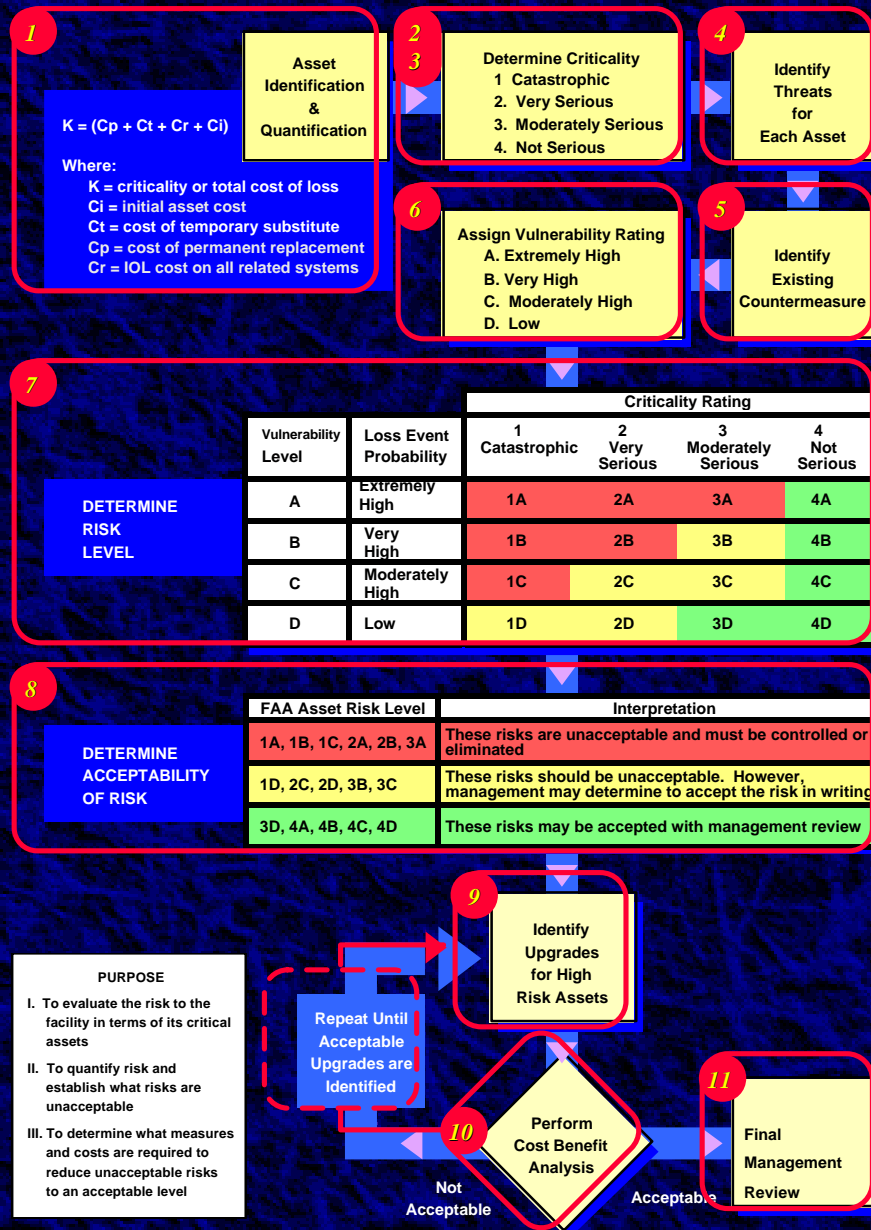 1
Asset
Identification
&
Quantification
K = (Cp + Ct + Cr + Ci)
Where:
K = criticality or total cost of loss
Ci = initial asset cost
Ct = cost of temporary substitute
Cp = cost of permanent replacement
Cr = IOL cost on all related systems
2
3
Determine Criticality
1 Catastrophic
2. Very Serious
3. Moderately Serious
4. Not Serious
4
Identify
Threats
for
Each Asset
5
Identify
Existing
Countermeasure
6
Assign Vulnerability Rating
A. Extremely High
B. Very High
C. Moderately High
D. Low
7
DETERMINE
RISK
LEVEL
Criticality Rating
Vulnerability
Level
Loss Event
Probability
1
Catastrophic
2
Very
Serious
3
Moderately
Serious
4
Not
Serious
A
Extremely
High
1A 2A 3A 4A
B
Very
High
1B 2B 3B 4B
C
Moderately
High
1C 2C 3C 4C
D Low 1D 2D 3D 4D
8
DETERMINE
ACCEPTABILITY
OF RISK
FAA Asset Risk Level Interpretation
1A, 1B, 1C, 2A, 2B, 3A
These risks are unacceptable and must be controlled or
eliminated
1D, 2C, 2D, 3B, 3C
These risks should be unacceptable. However,
management may determine to accept the risk in writing
3D, 4A, 4B, 4C, 4D
These risks may be accepted with management review
9
Identify
Upgrades
for High
Risk Assets
PURPOSE
I. To evaluate the risk to the
facility in terms of its critical
assets
II. To quantify risk and
establish what risks are
unacceptable
III. To determine what measures
and costs are required to
reduce unacceptable risks
to an acceptable level
Repeat Until
Acceptable
Upgrades are
Identified
10
Perform
Cost Benefit
Analysis
Not
Acceptable
Acceptable
11
Final
Management
Review